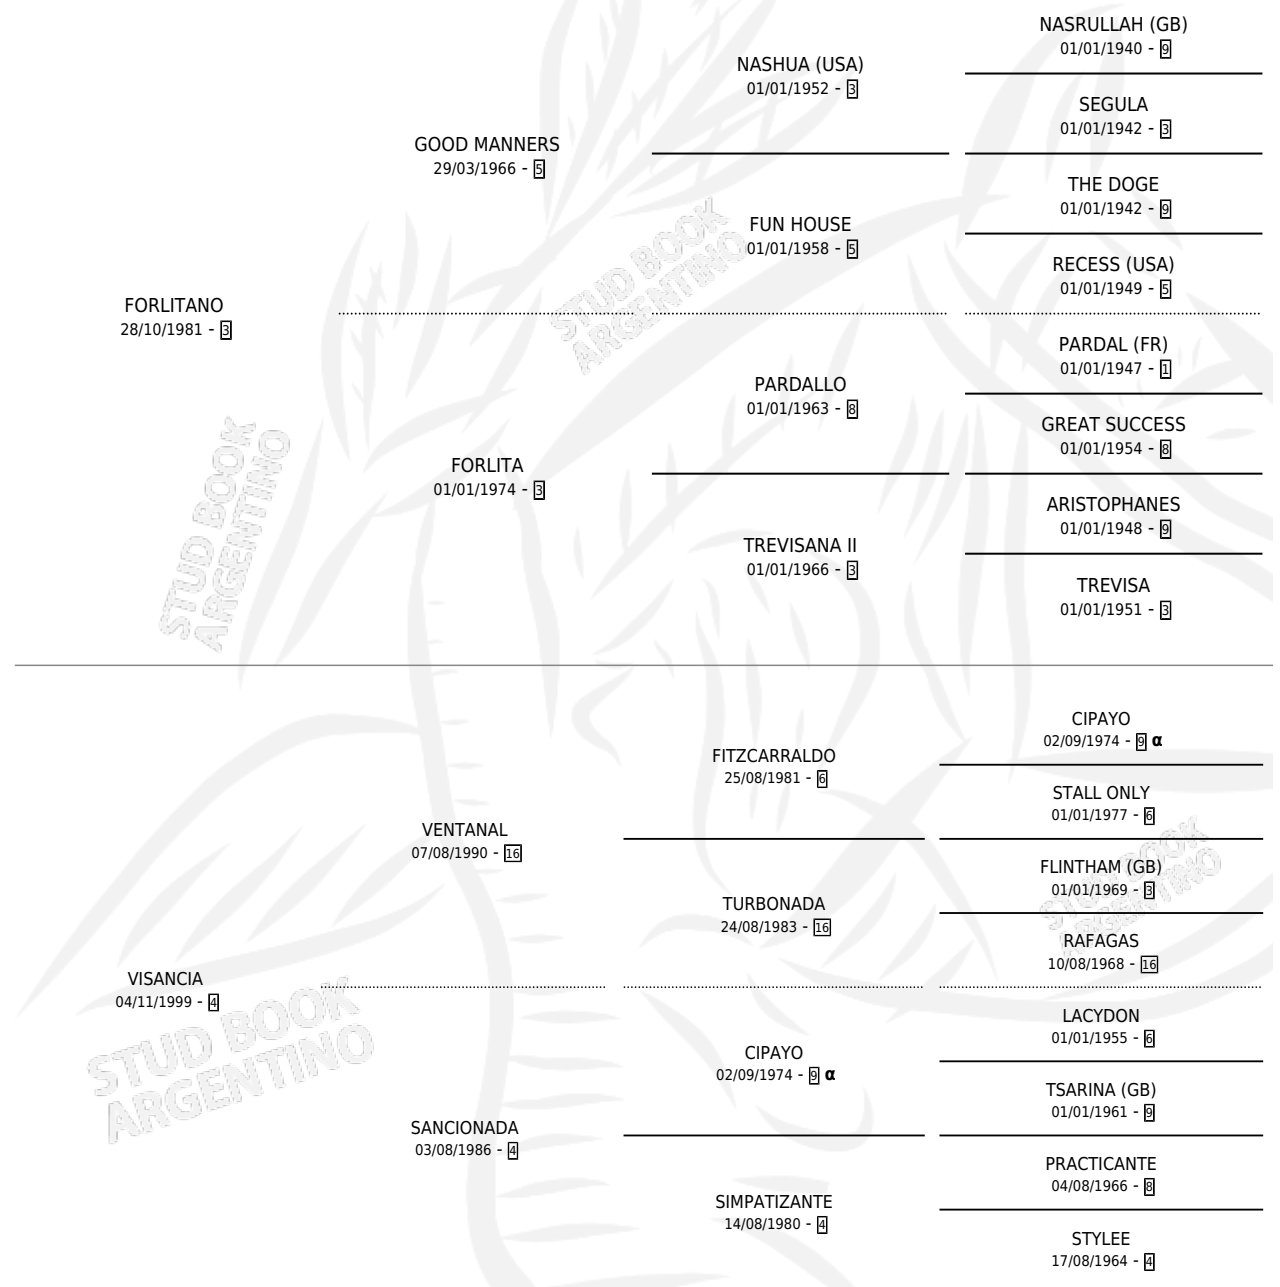 NASRULLAH (GB)
01/01/1940 - 9
NASHUA (USA)
01/01/1952 - 3
SEGULA
01/01/1942 - 3
GOOD MANNERS
29/03/1966 - 5
THE DOGE
01/01/1942 - 9
FUN HOUSE
01/01/1958 - 5
RECESS (USA)
01/01/1949 - 5
FORLITANO
28/10/1981 - 3
PARDAL (FR)
01/01/1947 - 1
PARDALLO
01/01/1963 - 8
GREAT SUCCESS
01/01/1954 - 8
FORLITA
01/01/1974 - 3
ARISTOPHANES
01/01/1948 - 9
TREVISANA II
01/01/1966 - 3
TREVISA
01/01/1951 - 3
CIPAYO
02/09/1974 - 9 α
FITZCARRALDO
25/08/1981 - 6
STALL ONLY
01/01/1977 - 6
VENTANAL
07/08/1990 - 16
FLINTHAM (GB)
01/01/1969 - 3
TURBONADA
24/08/1983 - 16
RAFAGAS
10/08/1968 - 16
VISANCIA
04/11/1999 - 4
LACYDON
01/01/1955 - 6
CIPAYO
02/09/1974 - 9 α
TSARINA (GB)
01/01/1961 - 9
SANCIONADA
03/08/1986 - 4
PRACTICANTE
04/08/1966 - 8
SIMPATIZANTE
14/08/1980 - 4
STYLEE
17/08/1964 - 4
STUD BOOK
ARGENTINO
STUD BOOK
ARGENTINO
STUD BOOK
ARGENTINO
STUD BOOK
ARGENTINO